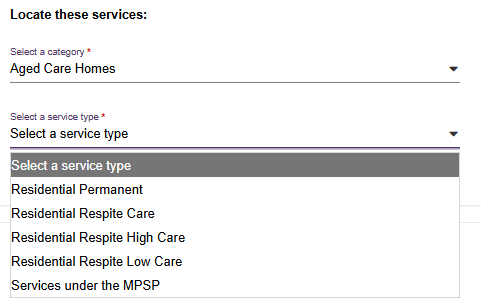 Locate these services:
Select a category *
Aged Care Homes
Select a service type *
Select a service type
Select a service type
Residential Permanent
Residential Respite Care
Residential Respite High Care
Residential Respite Low Care
Services under the MPSP